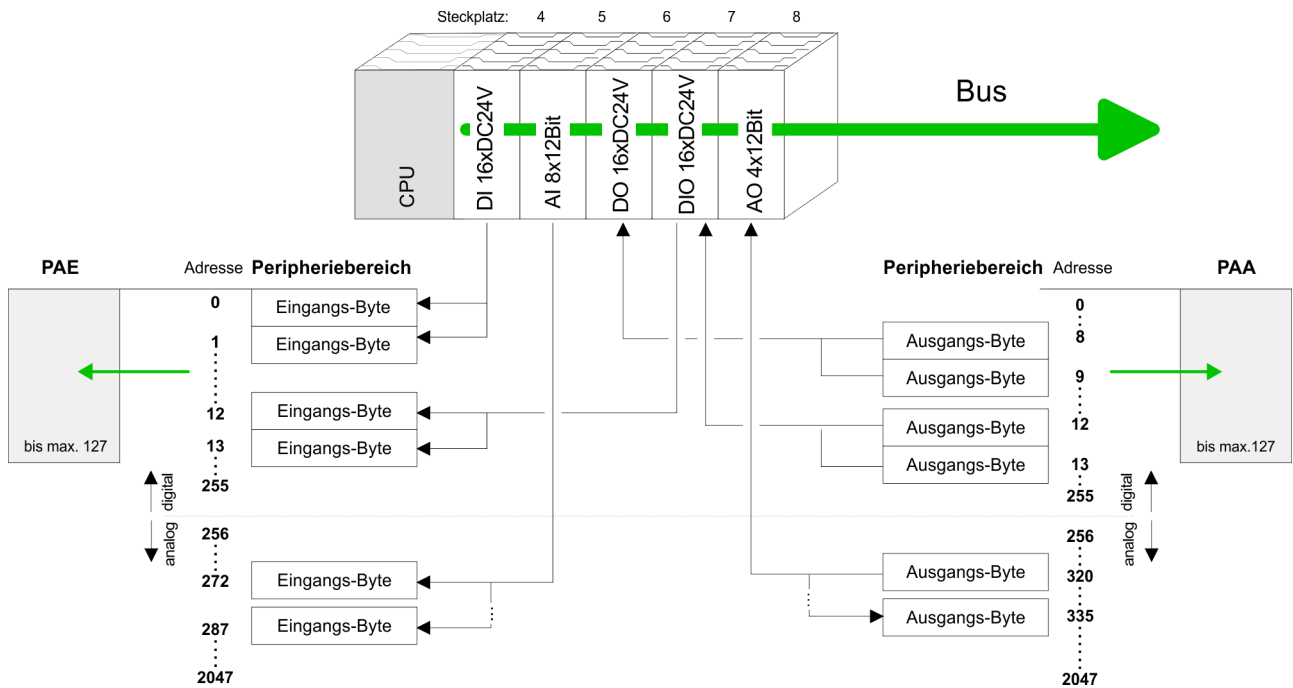 Steckplatz: 4 5 6 7 8
Bus
CPU
DI 16xDC24V
AI 8x12Bit
DO 16xDC24V
DIO 16xDC24V
AO 4x12Bit
PAE Adresse Peripheriebereich
0 Eingangs-Byte
1 Eingangs-Byte
12 Eingangs-Byte
13 Eingangs-Byte
bis max. 127
255
digital
analog
256
272 Eingangs-Byte
287 Eingangs-Byte
2047
Peripheriebereich Adresse PAA
0
Ausgangs-Byte 8
Ausgangs-Byte 9
Ausgangs-Byte 12
Ausgangs-Byte 13
bis max.127
255
digital
analog
256
Ausgangs-Byte 320
Ausgangs-Byte 335
2047